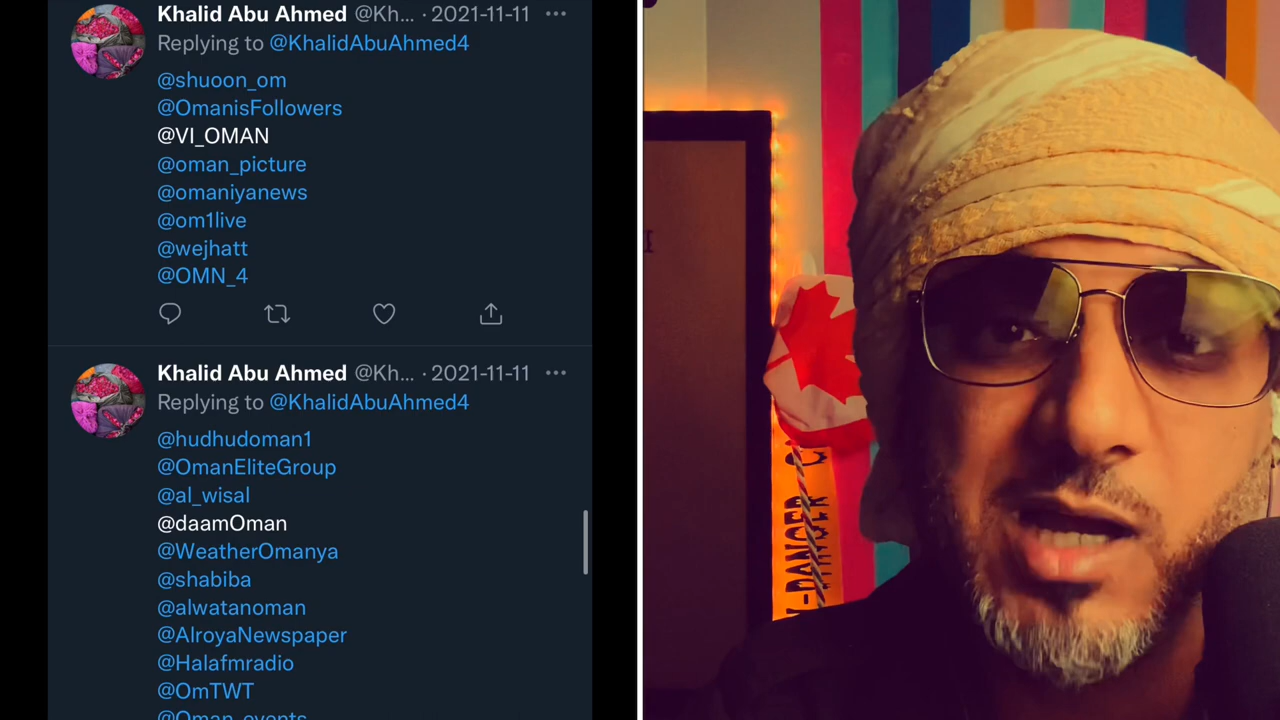 Khalid Abu Ahmed @Kh... · 2021-11-11 ···
Replying to @KhalidAbuAhmed4
@shuoon_om
@OmanisFollowers
@VI_OMAN
@oman_picture
@omaniyanews
@om1live
@wejhatt
@OMN_4
Khalid Abu Ahmed @Kh... · 2021-11-11 ···
Replying to @KhalidAbuAhmed4
@hudhudoman1
@OmanEliteGroup
@al_wisal
@daamOman
@WeatherOmanya
@shabiba
@alwatanoman
@AlroyaNewspaper
@Halafmradio
@OmTWT
@Oman_events
DANGER